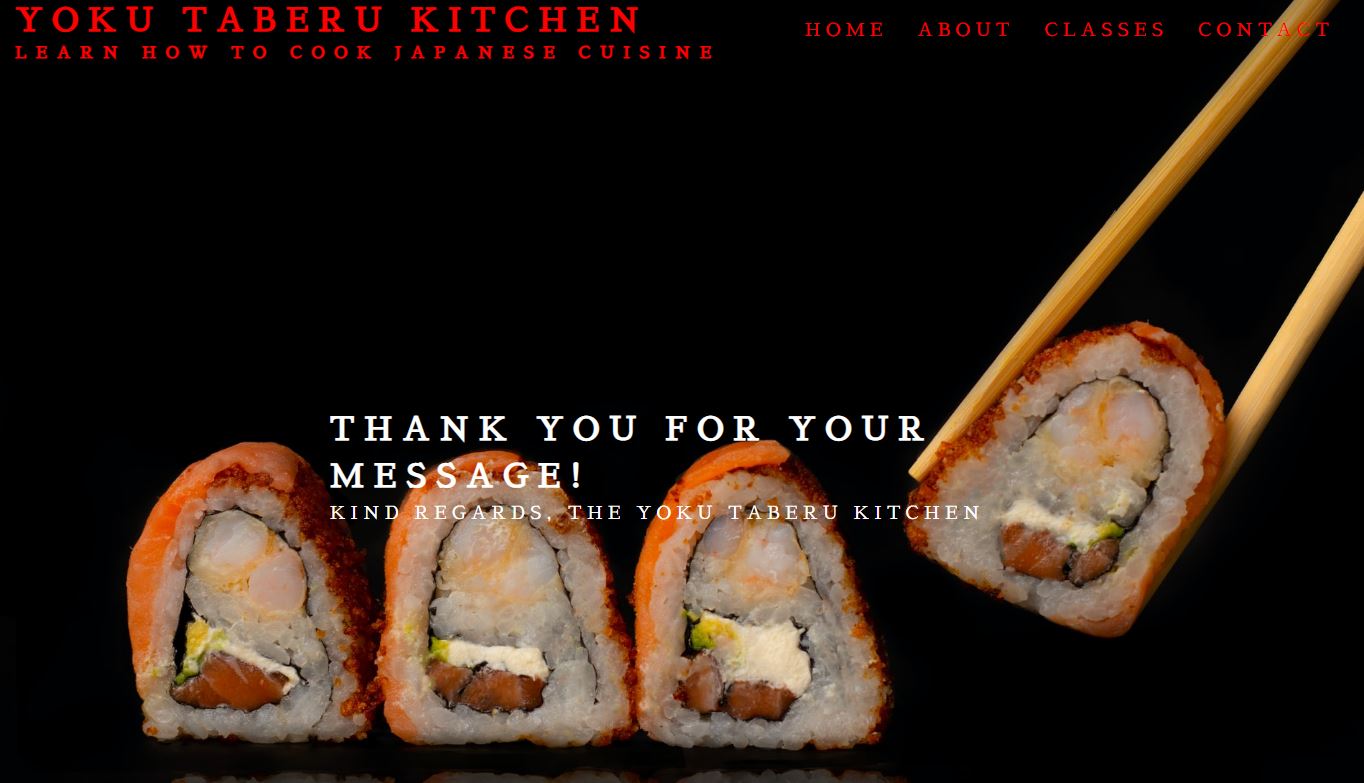 YOKU TABERU KITCHEN
LEARN HOW TO COOK JAPANESE CUISINE
HOME ABOUT CLASSES CONTACT
THANK YOU FOR YOUR
MESSAGE!
KIND REGARDS, THE YOKU TABERU KITCHEN